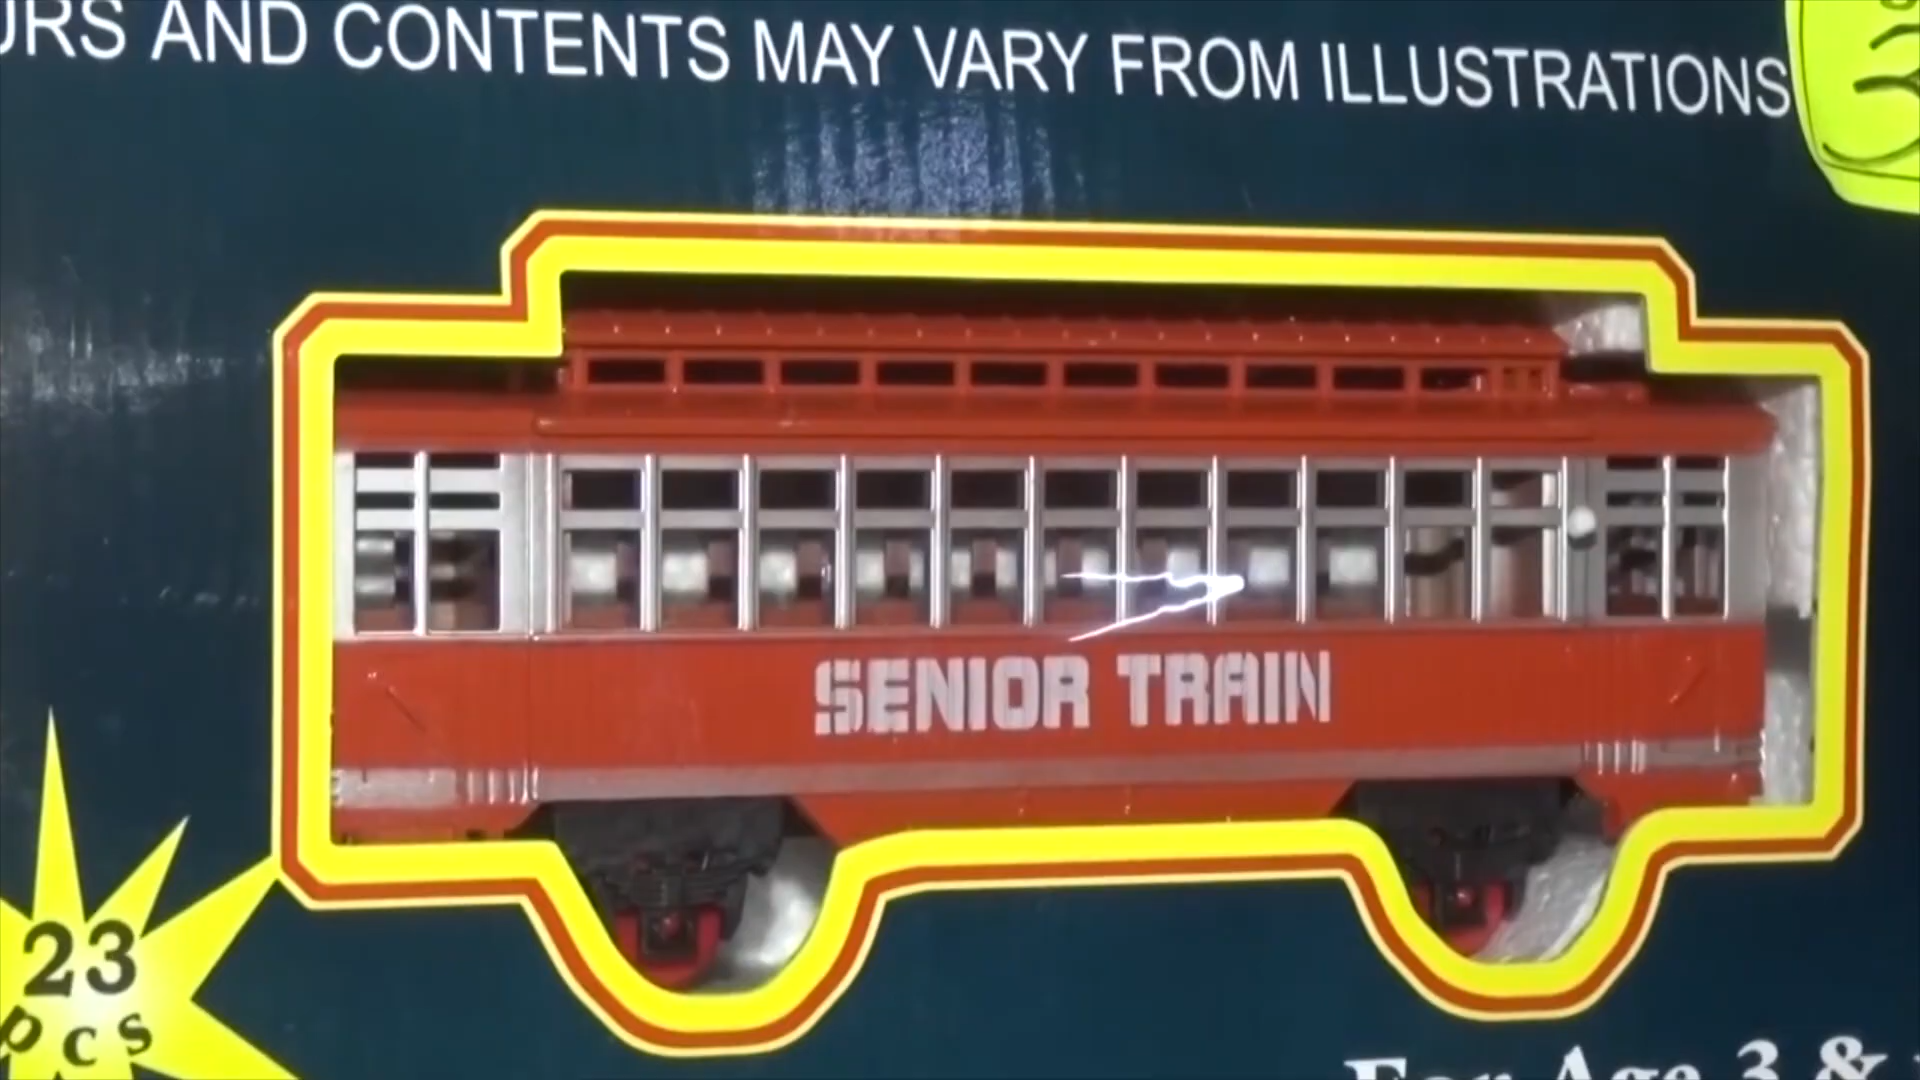 URS AND CONTENTS MAY VARY FROM ILLUSTRATIONS
SENIOR TRAIN
23
pcs
For Age 3 &